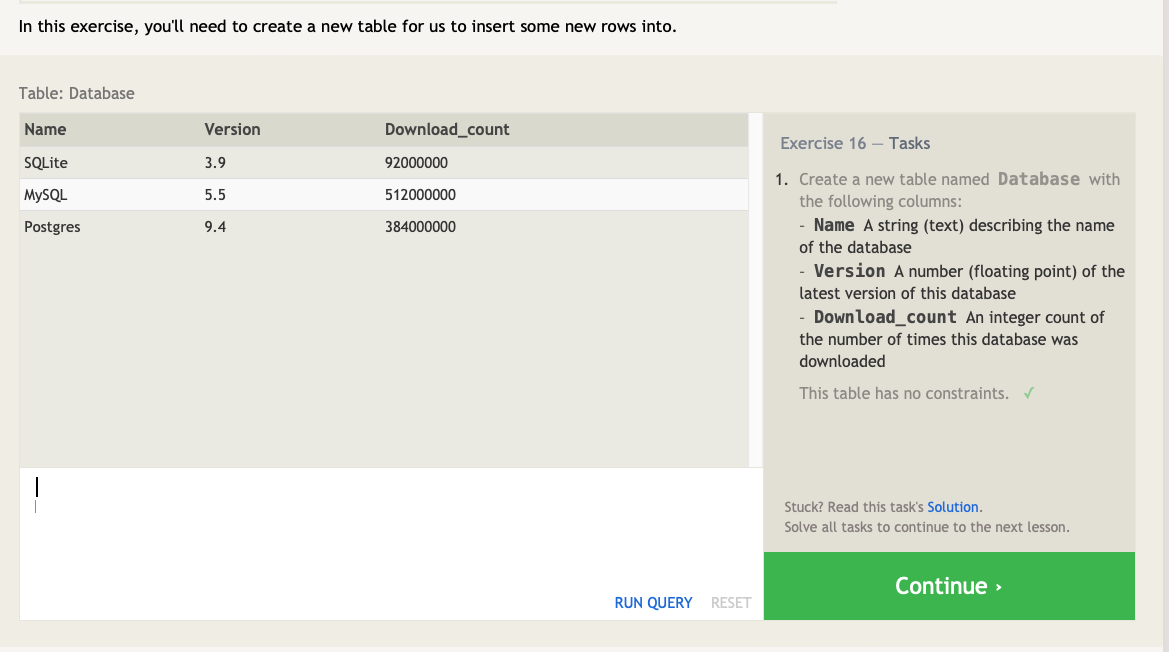 In this exercise, you'll need to create a new table for us to insert some new rows into.
Table: Database
Name Version Download_count
SQLite 3.9 92000000
MySQL 5.5 512000000
Postgres 9.4 384000000
RUN QUERY RESET
Exercise 16 — Tasks
1. Create a new table named Database with
the following columns:
- Name A string (text) describing the name
of the database
- Version A number (floating point) of the
latest version of this database
- Download_count An integer count of
the number of times this database was
downloaded
This table has no constraints. ✓
Stuck? Read this task's Solution.
Solve all tasks to continue to the next lesson.
Continue ›